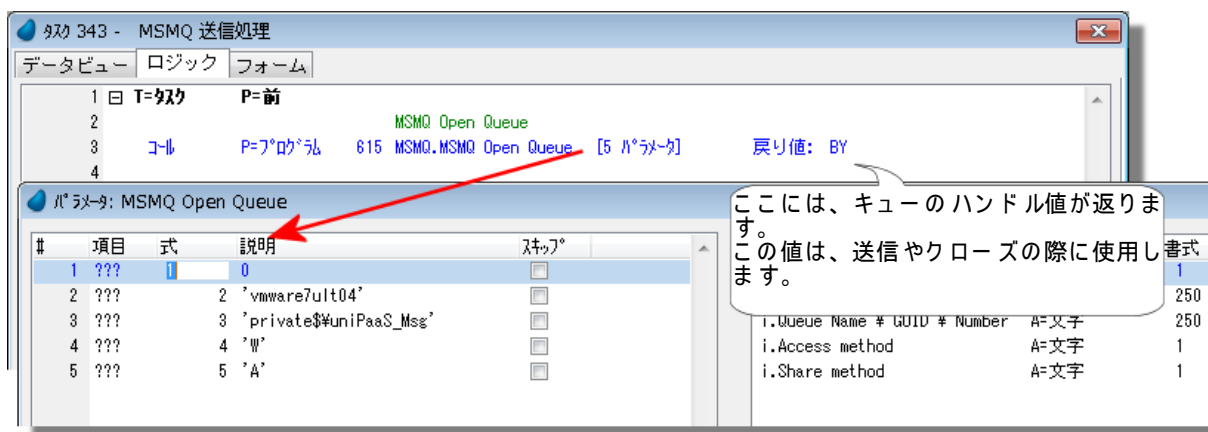 ﾀｽｸ 343 - MSMQ 送信処理
データビュー ロジック フォーム
1 T=ﾀｽｸ P=前
2 MSMQ Open Queue
3 ｺｰﾙ P=ﾌﾟﾛｸﾞﾗﾑ 615 MSMQ.MSMQ Open Queue [5 ﾊﾟﾗﾒｰﾀ] 戻り値: BY
4
ﾊﾟﾗﾒｰﾀ: MSMQ Open Queue
ここには、キューのハンドル値が返りま
す。
この値は、送信やクローズの際に使用し
ます。
# 項目 式 説明 ｽｷｯﾌﾟ 書式
1 ??? 1 0 1
2 ??? 2 'vmware7ult04' 250
3 ??? 3 'private$¥uniPaaS_Msg' i.Queue Name ¥ GUID ¥ Number A=文字 250
4 ??? 4 'W' i.Access method A=文字 1
5 ??? 5 'A' i.Share method A=文字 1